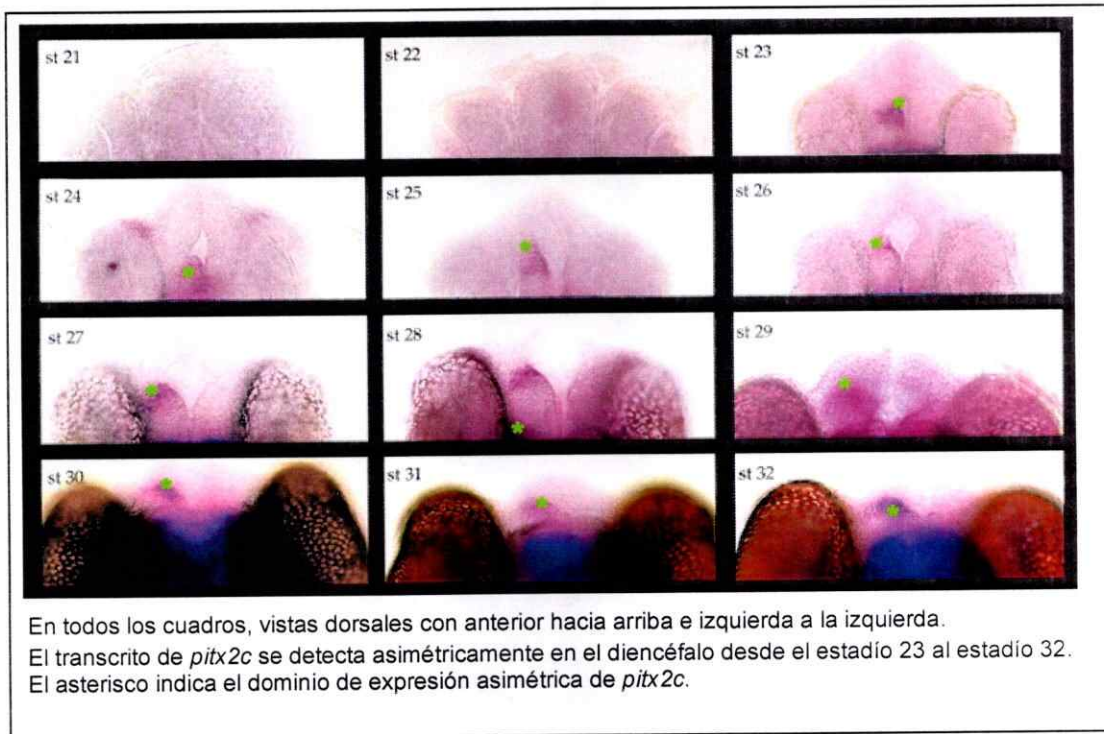 st 21
st 22
st 23
st 24
st 25
st 26
st 27
st 28
st 29
st 30
st 31
st 32
En todos los cuadros, vistas dorsales con anterior hacia arriba e izquierda a la izquierda.
El transcrito de pitx2c se detecta asimétricamente en el diencéfalo desde el estadío 23 al estadío 32.
El asterisco indica el dominio de expresión asimétrica de pitx2c.